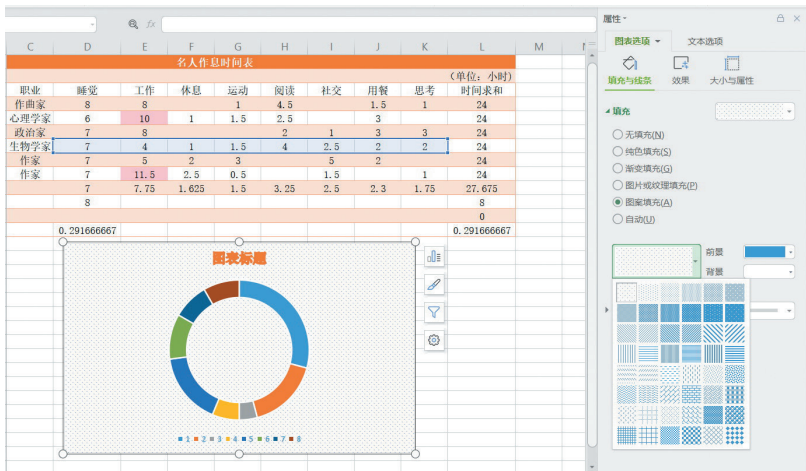 fx
C D E F G H I J K L M
名人作息时间表
(单位：小时)
职业 睡觉 工作 休息 运动 阅读 社交 用餐 思考 时间求和
作曲家 8 8 1 4.5 1.5 1 24
心理学家 6 10 1 1.5 2.5 3 24
政治家 7 8 2 1 3 3 24
生物学家 7 4 1 1.5 4 2.5 2 2 24
作家 7 5 2 3 5 2 24
作家 7 11.5 2.5 0.5 1.5 1 24
7 7.75 1.625 1.5 3.25 2.5 2.3 1.75 27.675
8 8
0
0.291666667 0.291666667
图表标题
1 2 3 4 5 6 7 8
属性
图表选项 文本选项
填充与线条 效果 大小与属性
填充
无填充(N)
纯色填充(S)
渐变填充(G)
图片或纹理填充(P)
图案填充(A)
自动(U)
前景
背景